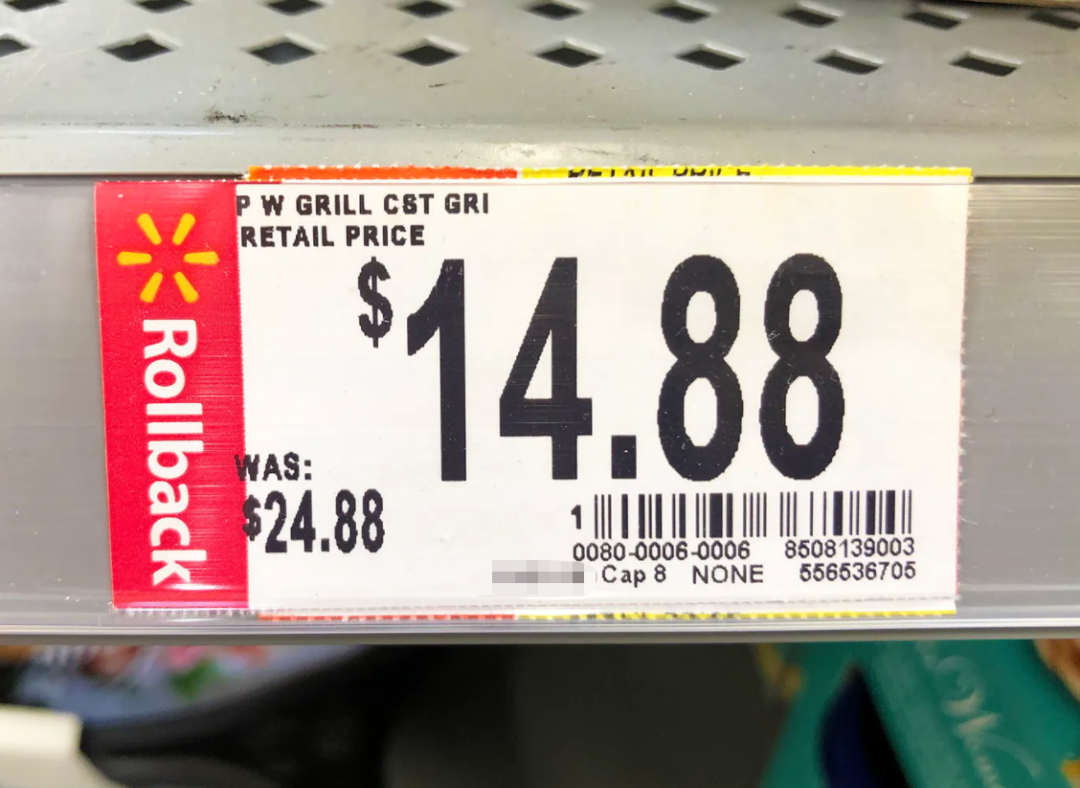 P W GRILL CST GRI
RETAIL PRICE
$14.88
Rollback
WAS:
$24.88
1
0080-0006-0006 8508139003
Cap 8 NONE 556536705